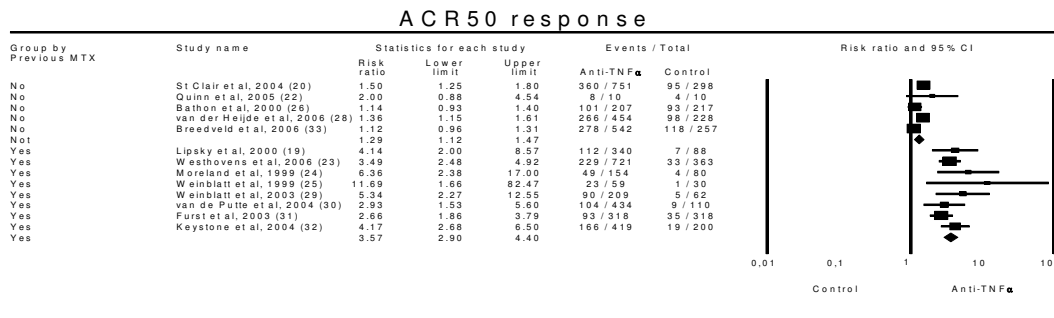 ACR50 response
Group by Previous MTX Study name Statistics for each study Events / Total Risk ratio and 95% CI
Risk ratio Lower limit Upper limit Anti-TNFα Control
No St Clair et al, 2004 (20) 1.50 1.25 1.80 360 / 751 95 / 298
No Quinn et al, 2005 (22) 2.00 0.88 4.54 8 / 10 4 / 10
No Bathon et al, 2000 (26) 1.14 0.93 1.40 101 / 207 93 / 217
No van der Heijde et al, 2006 (28) 1.36 1.15 1.61 266 / 454 98 / 228
No Breedveld et al, 2006 (33) 1.12 0.96 1.31 278 / 542 118 / 257
Not 1.29 1.12 1.47
Yes Lipsky et al, 2000 (19) 4.14 2.00 8.57 112 / 340 7 / 88
Yes Westhovens et al, 2006 (23) 3.49 2.48 4.92 229 / 721 33 / 363
Yes Moreland et al, 1999 (24) 6.36 2.38 17.00 49 / 154 4 / 80
Yes Weinblatt et al, 1999 (25) 11.69 1.66 82.47 23 / 59 1 / 30
Yes Weinblatt et al, 2003 (29) 5.34 2.27 12.55 90 / 209 5 / 62
Yes van de Putte et al, 2004 (30) 2.93 1.53 5.60 104 / 434 9 / 110
Yes Furst et al, 2003 (31) 2.66 1.86 3.79 93 / 318 35 / 318
Yes Keystone et al, 2004 (32) 4.17 2.68 6.50 166 / 419 19 / 200
Yes 3.57 2.90 4.40
0,01 0,1 1 10 10
Control Anti-TNFα